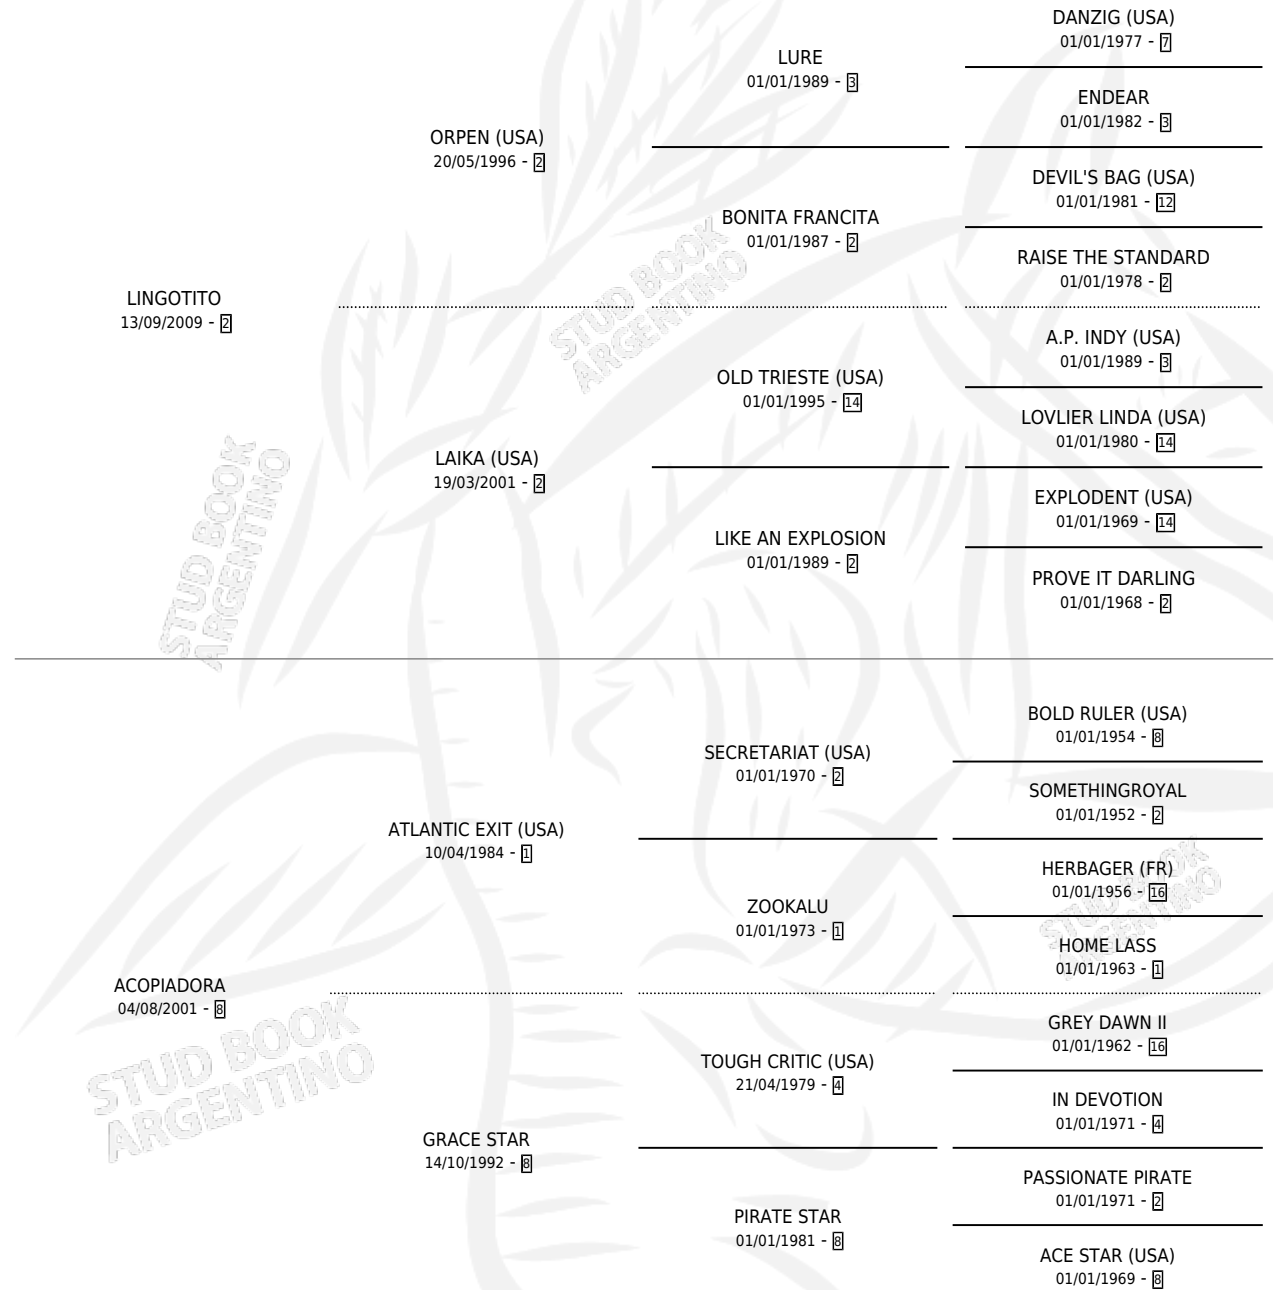 DANZIG (USA)
01/01/1977 - 7
LURE
01/01/1989 - 3
ENDEAR
01/01/1982 - 3
ORPEN (USA)
20/05/1996 - 2
DEVIL'S BAG (USA)
01/01/1981 - 12
BONITA FRANCITA
01/01/1987 - 2
RAISE THE STANDARD
01/01/1978 - 2
LINGOTITO
13/09/2009 - 2
STUD BOOK
ARGENTINO
A.P. INDY (USA)
01/01/1989 - 3
OLD TRIESTE (USA)
01/01/1995 - 14
LOVLIER LINDA (USA)
01/01/1980 - 14
LAIKA (USA)
19/03/2001 - 2
EXPLODENT (USA)
01/01/1969 - 14
LIKE AN EXPLOSION
01/01/1989 - 2
PROVE IT DARLING
01/01/1968 - 2
STUD BOOK
ARGENTINO
BOLD RULER (USA)
01/01/1954 - 8
SECRETARIAT (USA)
01/01/1970 - 2
SOMETHINGROYAL
01/01/1952 - 2
ATLANTIC EXIT (USA)
10/04/1984 - 1
HERBAGER (FR)
01/01/1956 - 16
ZOOKALU
01/01/1973 - 1
STUD BOOK
ARGENTINO
HOME LASS
01/01/1963 - 1
ACOPIADORA
04/08/2001 - 8
GREY DAWN II
01/01/1962 - 16
STUD BOOK
ARGENTINO
TOUGH CRITIC (USA)
21/04/1979 - 4
IN DEVOTION
01/01/1971 - 4
GRACE STAR
14/10/1992 - 8
PASSIONATE PIRATE
01/01/1971 - 2
PIRATE STAR
01/01/1981 - 8
ACE STAR (USA)
01/01/1969 - 8